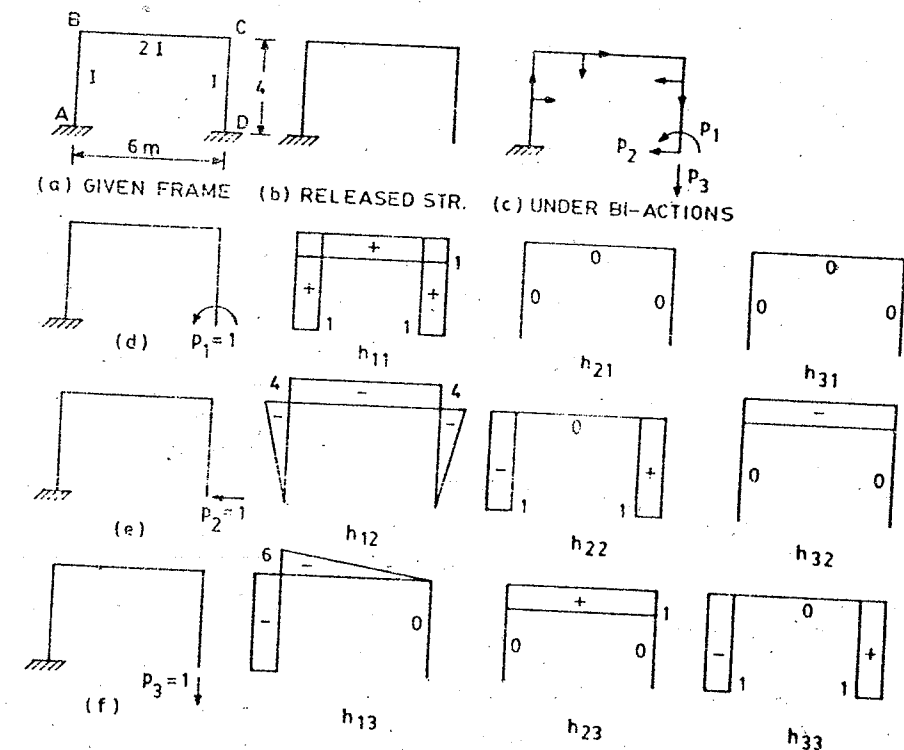 B C
2 I
I I 4
A D
6 m
(a) GIVEN FRAME (b) RELEASED STR. (c) UNDER BI-ACTIONS
P1
P2
P3
+ 1
+ +
1 1
0
0 0
0
0 0
(d) P1=1 h11 h21 h31
4 - 4
- -
0
- +
1 1
-
0 0
(e) P2=1 h12 h22 h32
6 -
- 0
+ 1
0 0
0
- +
1 1
(f) P3=1 h13 h23 h33